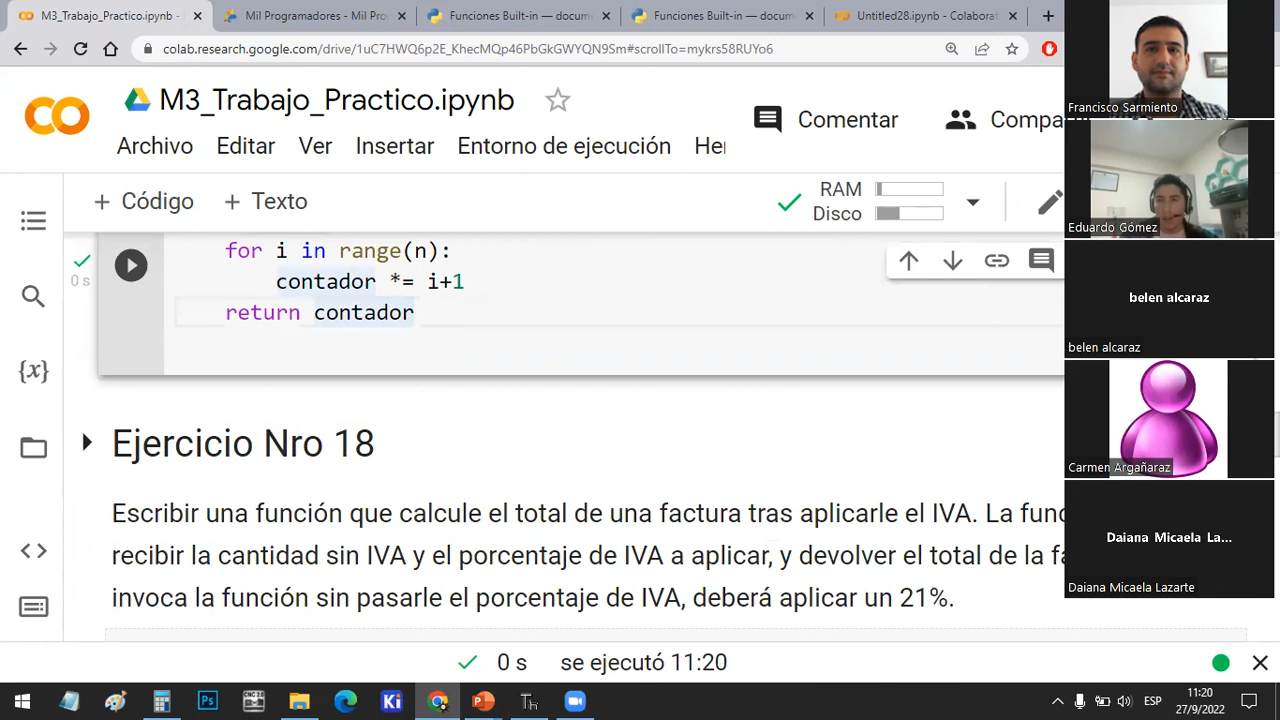 M3_Trabajo_Practico.ipynb -
Mil Programadores - Mil Pro
Funciones Built-in — docume
Funciones Built-in — docume
Untitled28.ipynb - Colaborat
colab.research.google.com/drive/1uC7HWQ6p2E_KhecMQp46PbGkGWYQN9Sm#scrollTo=mykrs58RUYo6
M3_Trabajo_Practico.ipynb
Comentar
Compa
Archivo Editar Ver Insertar Entorno de ejecución Her
+ Código + Texto
RAM
Disco
0 s
for i in range(n):
contador *= i+1
return contador
Ejercicio Nro 18
Escribir una función que calcule el total de una factura tras aplicarle el IVA. La func
recibir la cantidad sin IVA y el porcentaje de IVA a aplicar, y devolver el total de la fa
invoca la función sin pasarle el porcentaje de IVA, deberá aplicar un 21%.
0 s se ejecutó 11:20
Francisco Sarmiento
Eduardo Gómez
belen alcaraz
belen alcaraz
Carmen Argañaraz
Daiana Micaela La...
Daiana Micaela Lazarte
ESP
11:20
27/9/2022